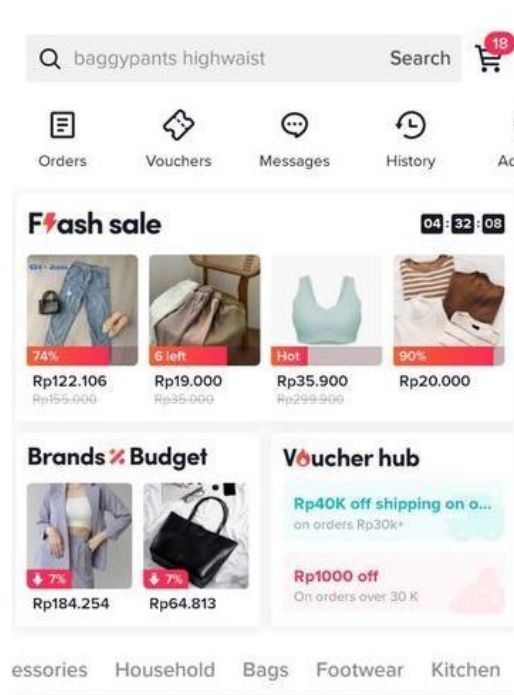 baggypants highwaist
Search
18
Orders
Vouchers
Messages
History
Flash sale
04:32:08
74%
6 left
Hot
90%
Rp122.106
Rp19.000
Rp35.900
Rp20.000
Rp155.000
Rp35.000
Rp299.900
Brands % Budget
Voucher hub
Rp40K off shipping on o...
on orders Rp30k+
Rp1000 off
On orders over 30 K
7%
7%
Rp184.254
Rp64.813
essories
Household
Bags
Footwear
Kitchen